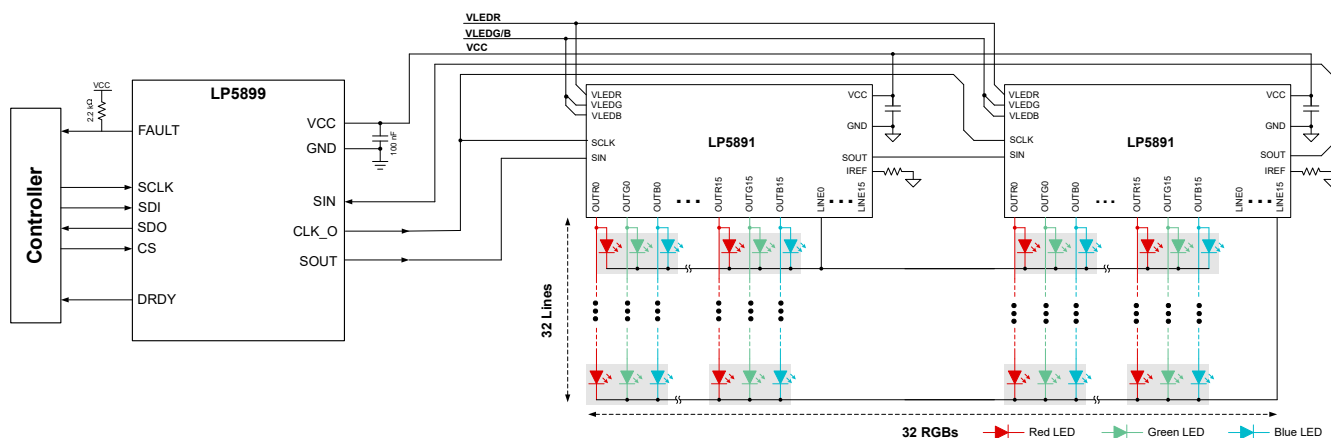 VLEDR
VLEDG/B
VCC
VCC
2.2 kΩ
LP5899
FAULT
SCLK
SDI
SDO
CS
DRDY
VCC
GND
SIN
CLK_O
SOUT
100 nF
Controller
VLEDR
VLEDG
VLEDB
SCLK
SIN
LP5891
VCC
GND
SOUT
IREF
OUTR0
OUTG0
OUTB0
OUTR15
OUTG15
OUTB15
LINE0
LINE15
VLEDR
VLEDG
VLEDB
SCLK
SIN
LP5891
VCC
GND
SOUT
IREF
OUTR0
OUTG0
OUTB0
OUTR15
OUTG15
OUTB15
LINE0
LINE15
32 Lines
32 RGBs
Red LED
Green LED
Blue LED